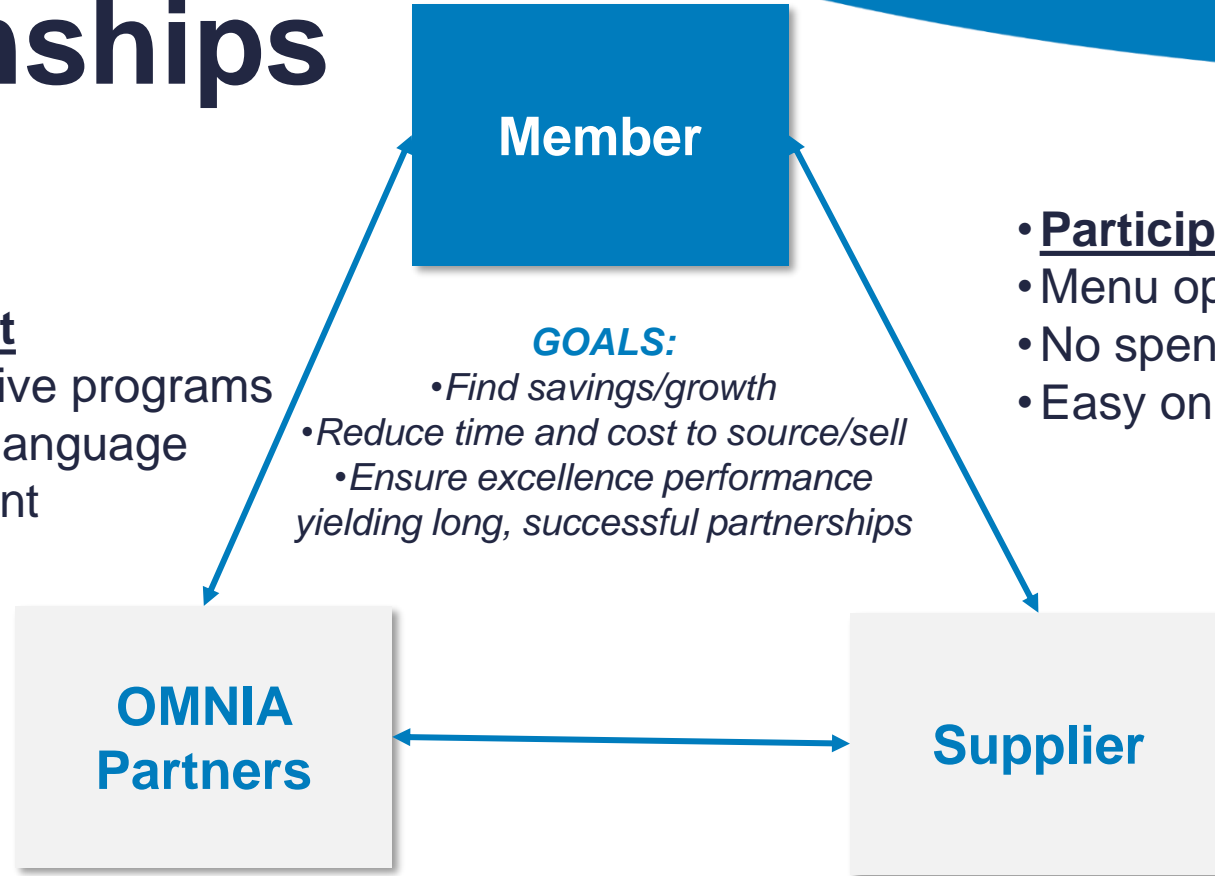 nships
Member
t
ive programs
language
nt
GOALS:
•Find savings/growth
•Reduce time and cost to source/sell
•Ensure excellence performance
yielding long, successful partnerships
•Particip
•Menu op
•No spen
•Easy on
OMNIA
Partners
Supplier